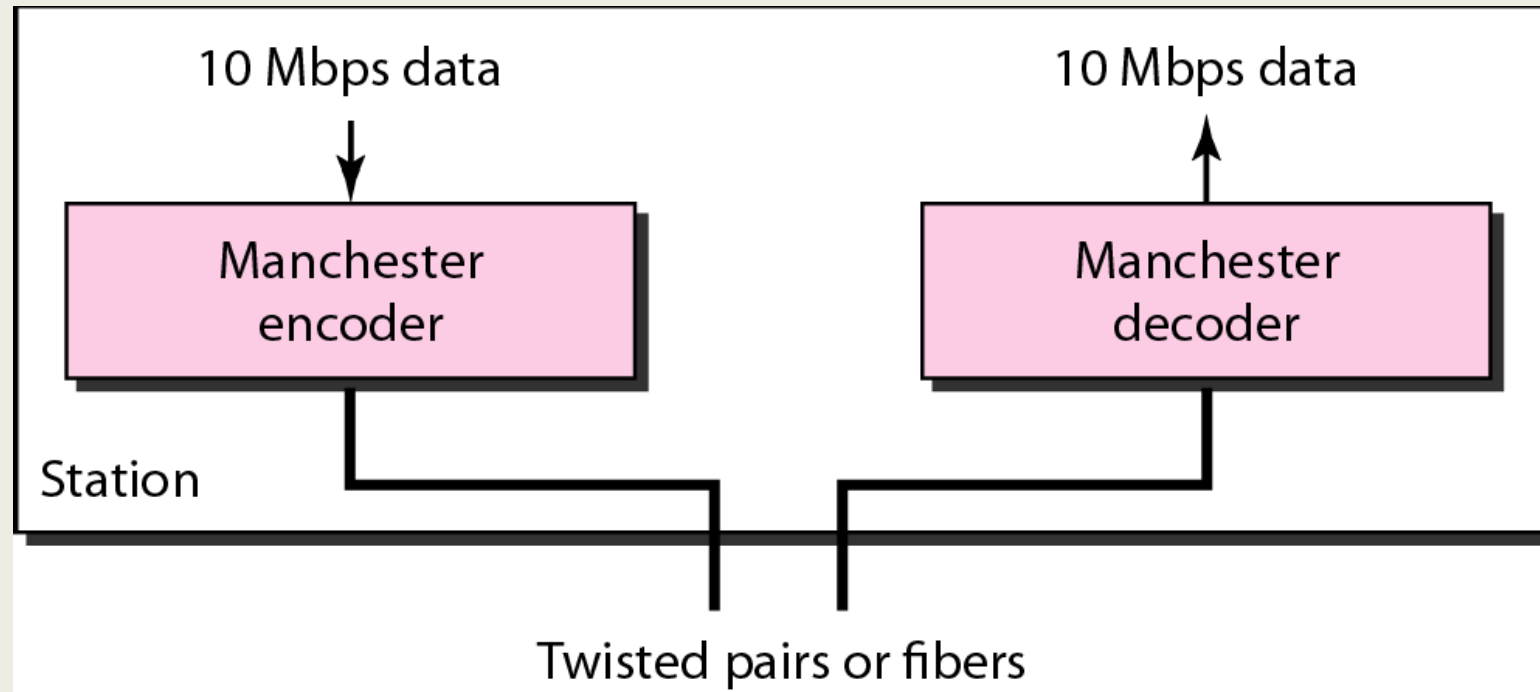 10 Mbps data
10 Mbps data
Manchester
encoder
Manchester
decoder
Station
Twisted pairs or fibers